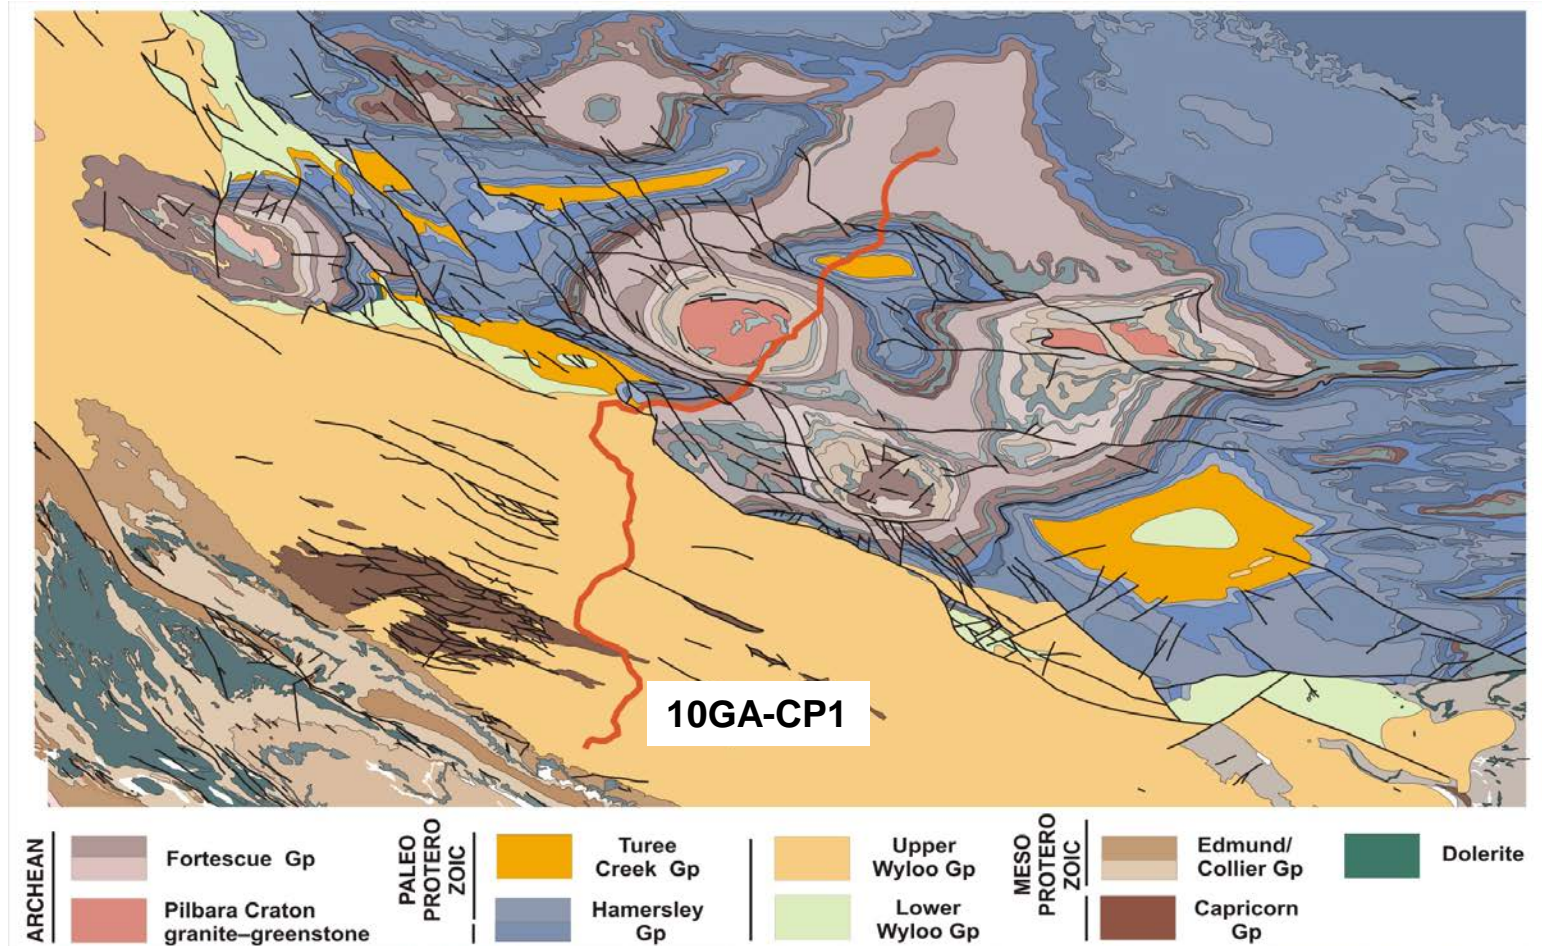 10GA-CP1
ARCHEAN
Fortescue Gp
Pilbara Craton
granite–greenstone
PALEO
PROTERO
ZOIC
Turee
Creek Gp
Hamersley
Gp
Upper
Wyloo Gp
Lower
Wyloo Gp
MESO
PROTERO
ZOIC
Edmund/
Collier Gp
Capricorn
Gp
Dolerite